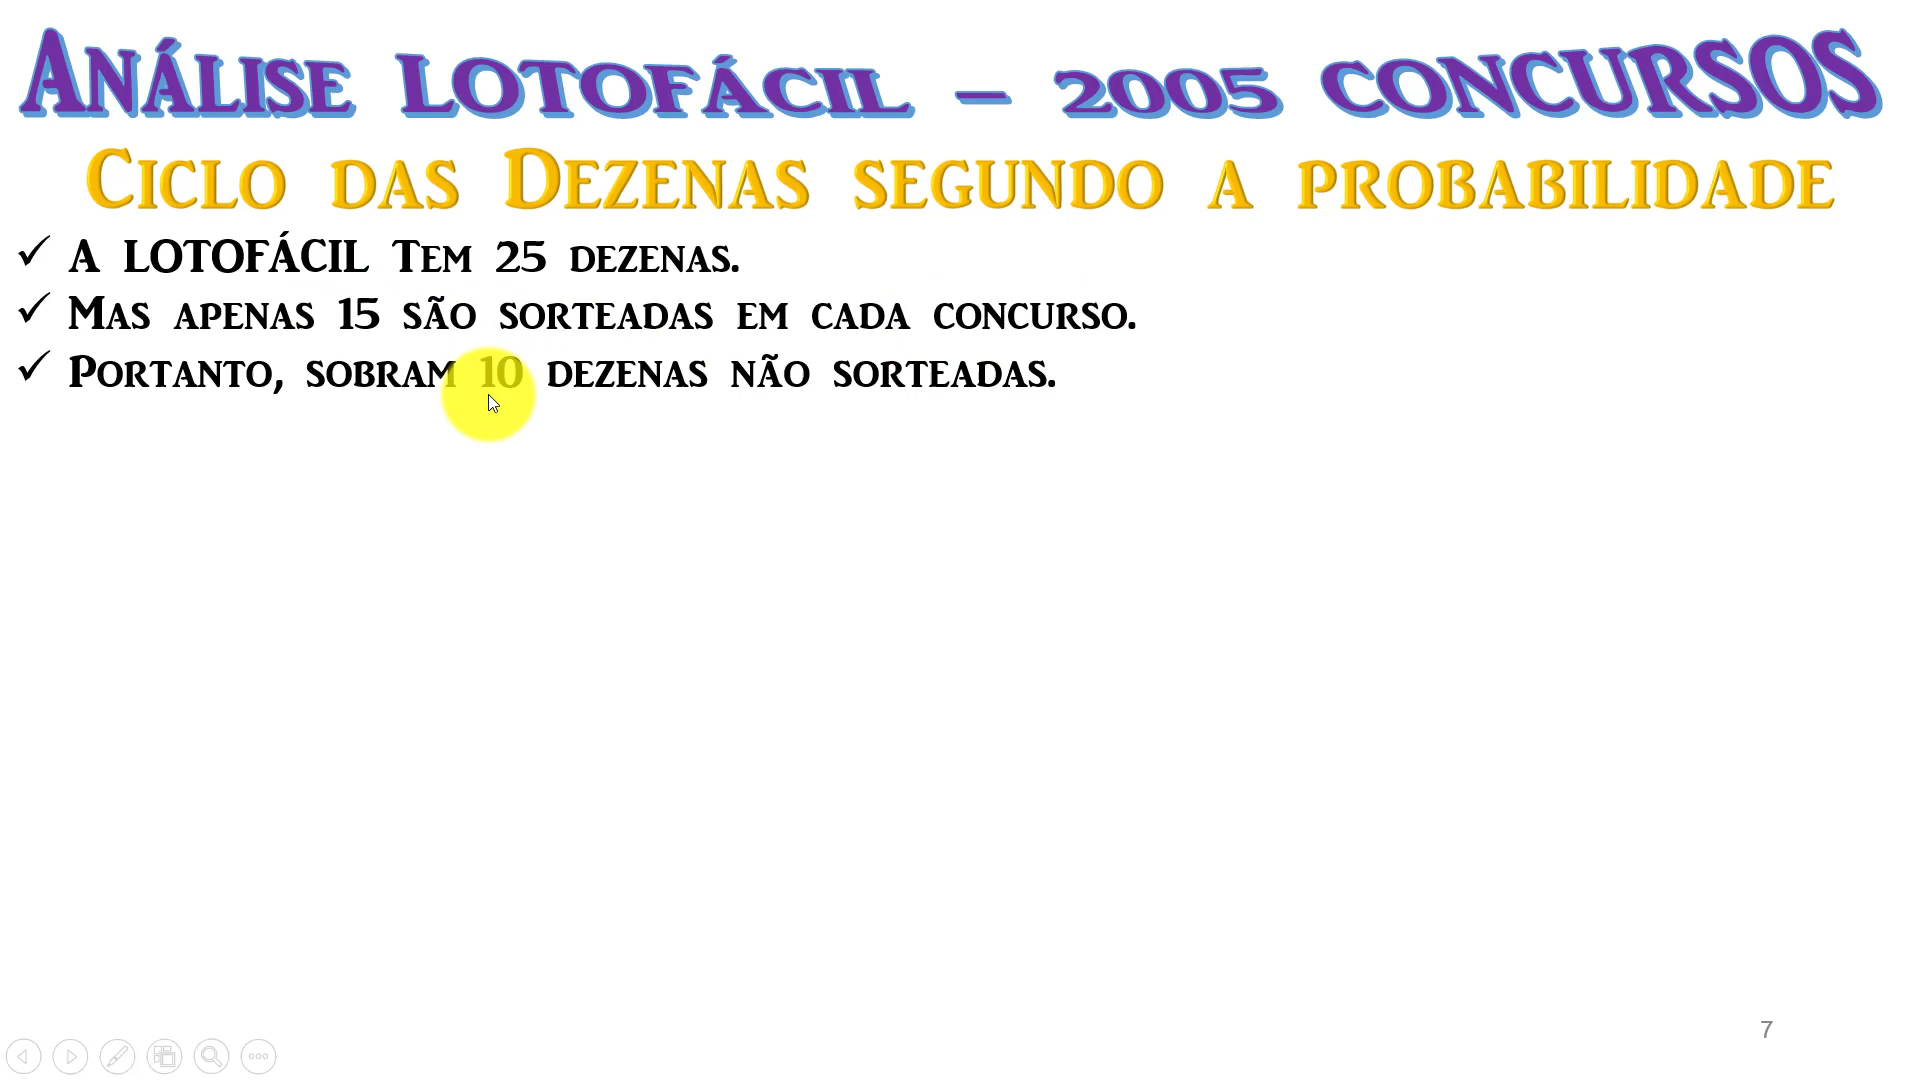 Análise Lotofácil – 2005 CONCURSOS
Ciclo das Dezenas segundo a probabilidade
✓ A LOTOFÁCIL Tem 25 dezenas.
✓ Mas apenas 15 são sorteadas em cada concurso.
✓ Portanto, sobram 10 dezenas não sorteadas.
7